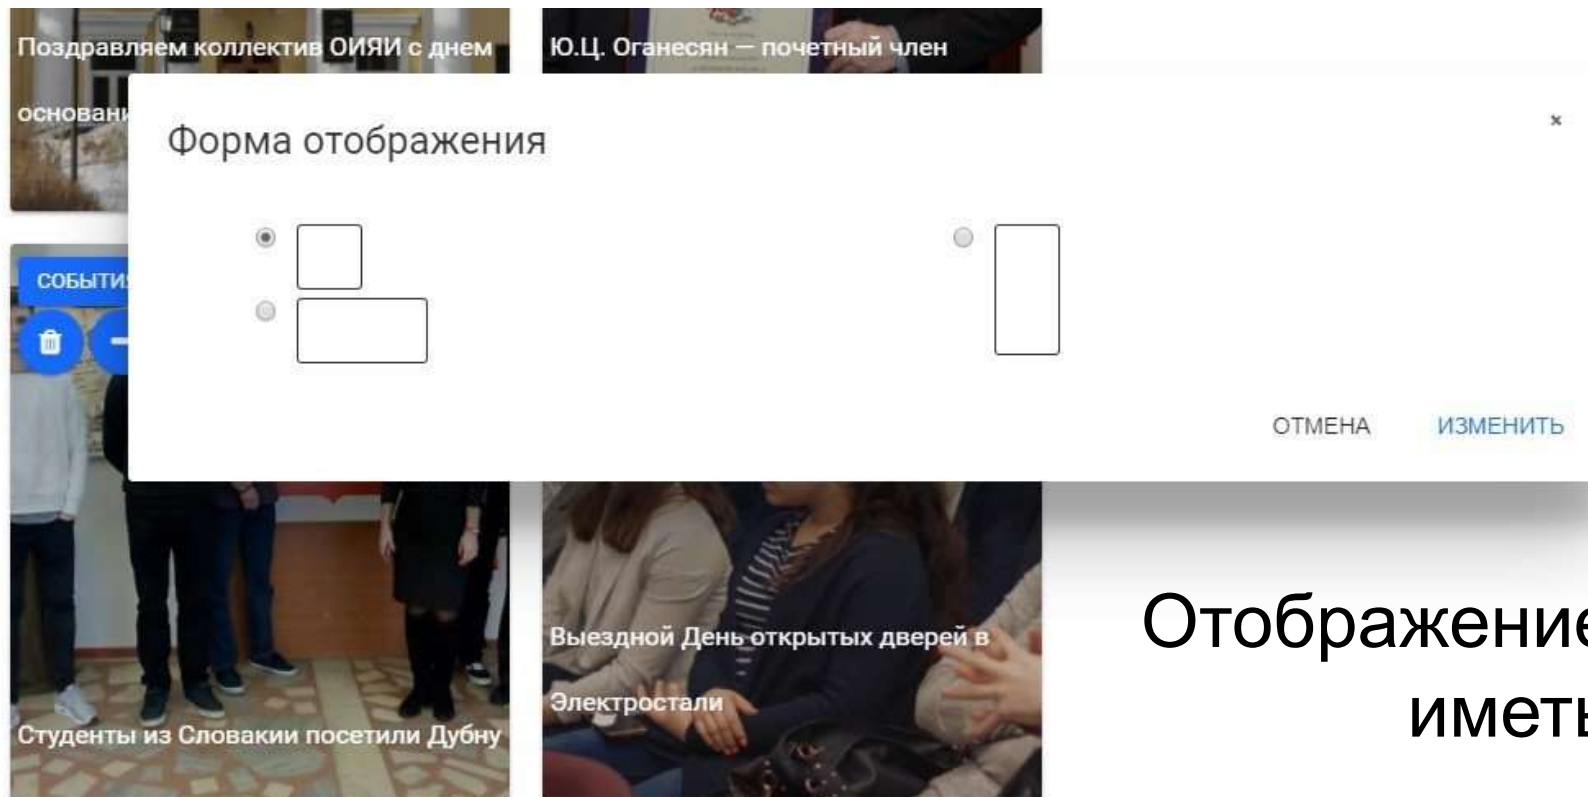 Поздравляем коллектив ОИЯИ с днем
Ю.Ц. Оганесян — почетный член
основани
Форма отображения
СОБЫТИЯ
ОТМЕНА
ИЗМЕНИТЬ
Выездной День открытых дверей в
Электростали
Студенты из Словакии посетили Дубну
Отображение
иметь